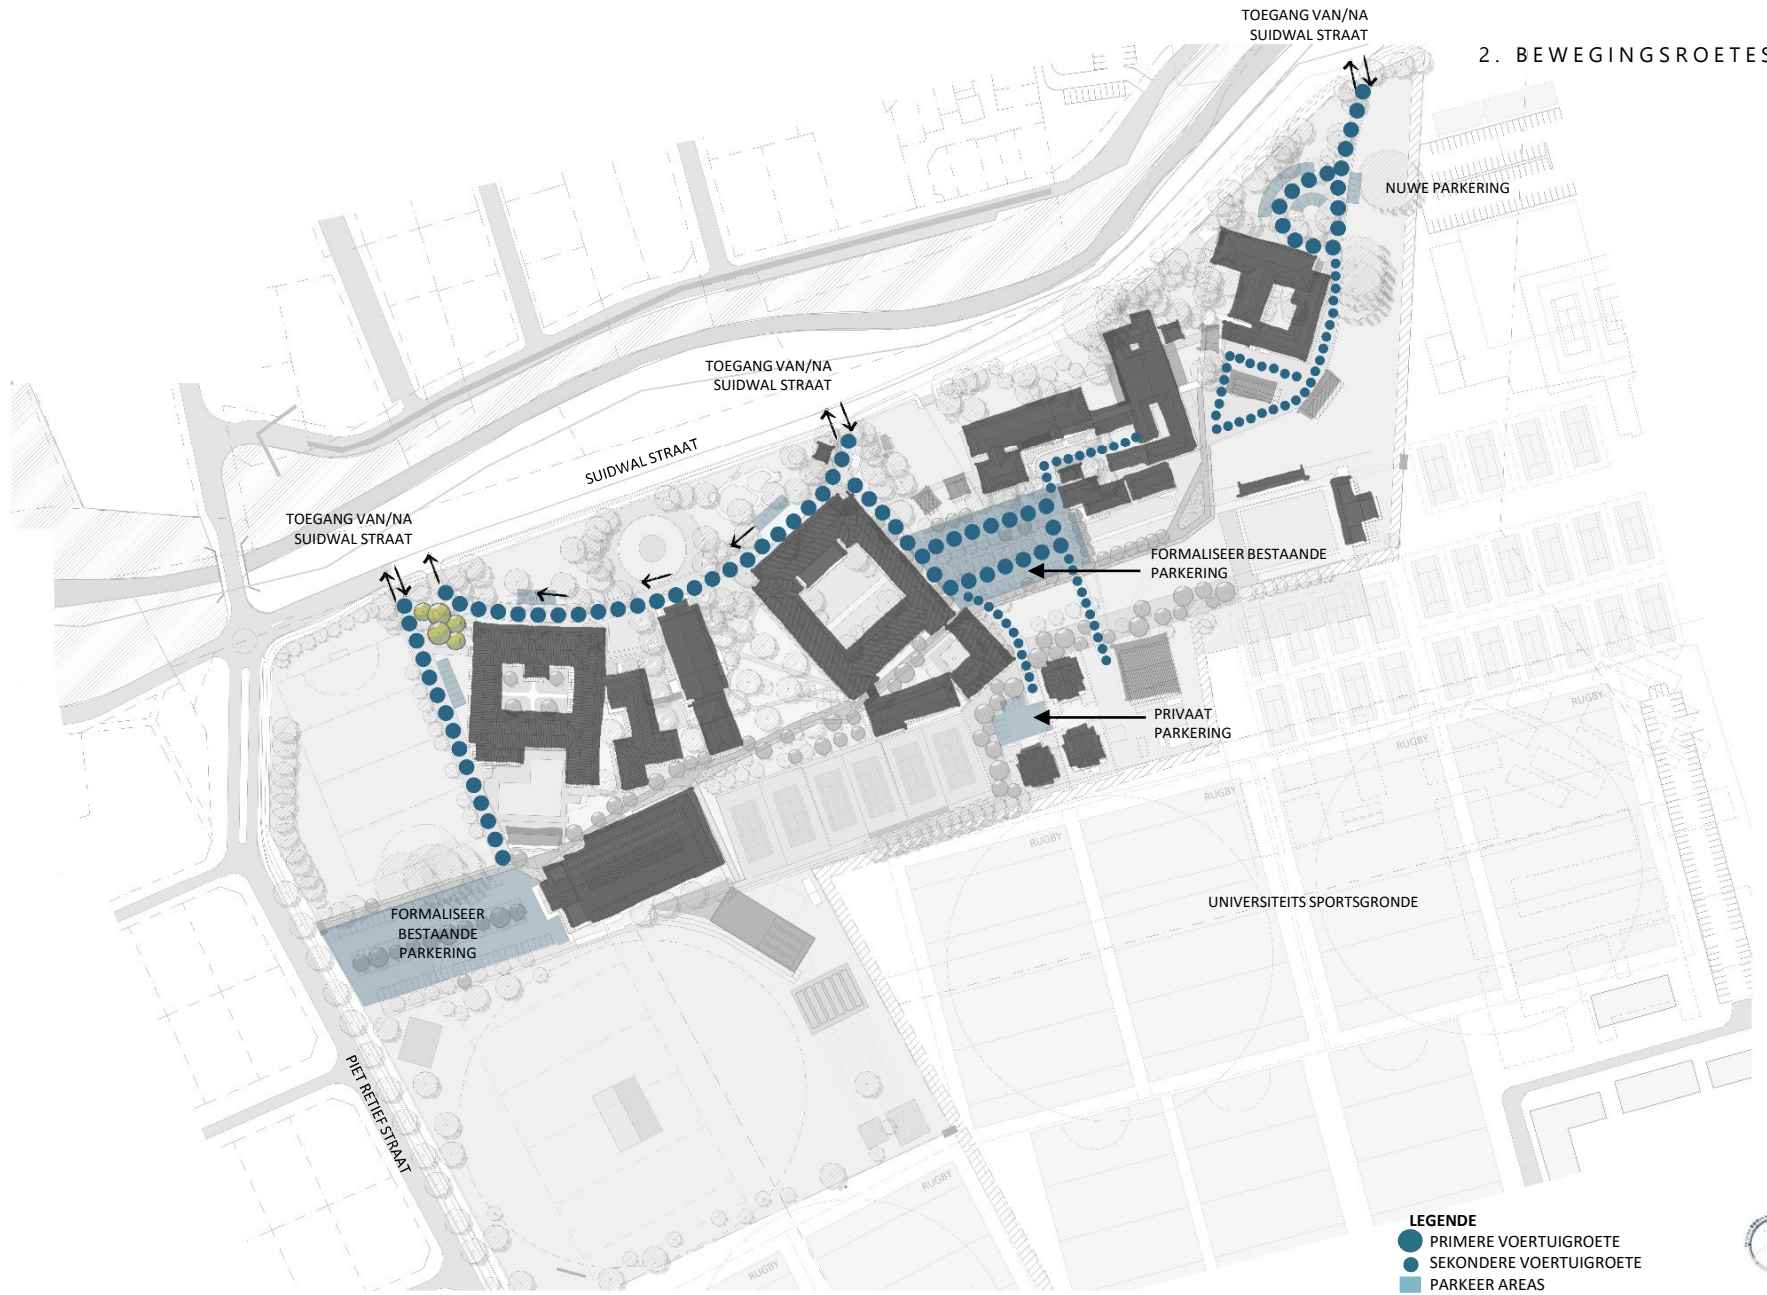 TOEGANG VAN/NA
SUIDWAL STRAAT
2. BEWEGINGSROETES
NUWE PARKERING
TOEGANG VAN/NA
SUIDWAL STRAAT
SUIDWAL STRAAT
TOEGANG VAN/NA
SUIDWAL STRAAT
FORMALISEER BESTAANDE
PARKERING
PRIVAAT
PARKERING
RUGBY
RUGBY
RUGBY
RUGBY
UNIVERSITEITS SPORTSGRONDE
FORMALISEER
BESTAANDE
PARKERING
PIET RETIEF STRAAT
RUGBY
RUGBY
LEGENDE
PRIMERE VOERTUIGROETE
SEKONDERE VOERTUIGROETE
PARKEER AREAS